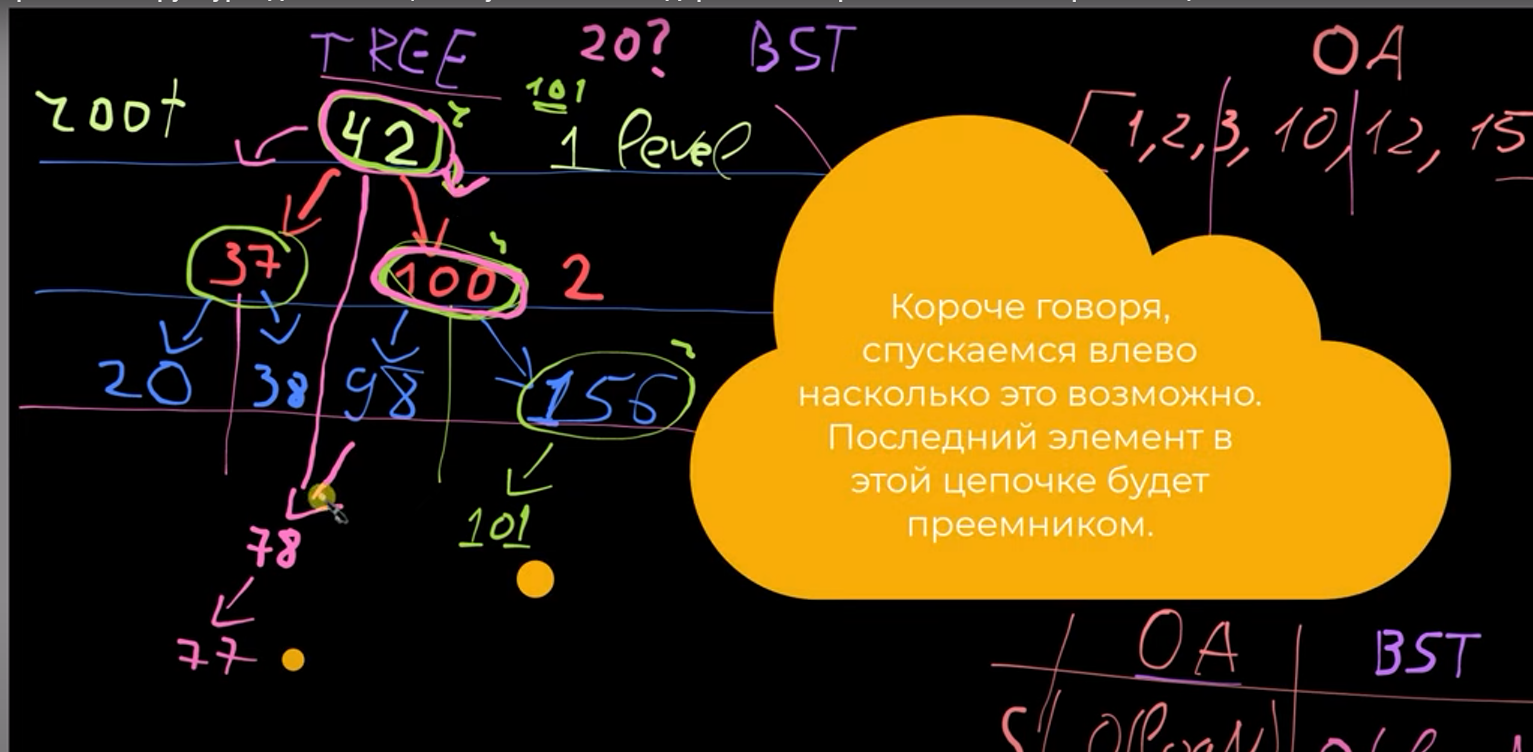 TREE 20? BST OA
root 42 101 1 level [1,2,3,10,12,15
37 100 2
20 38 98 156
78 101
77
Короче говоря,
спускаемся влево
насколько это возможно.
Последний элемент в
этой цепочке будет
преемником.
OA BST